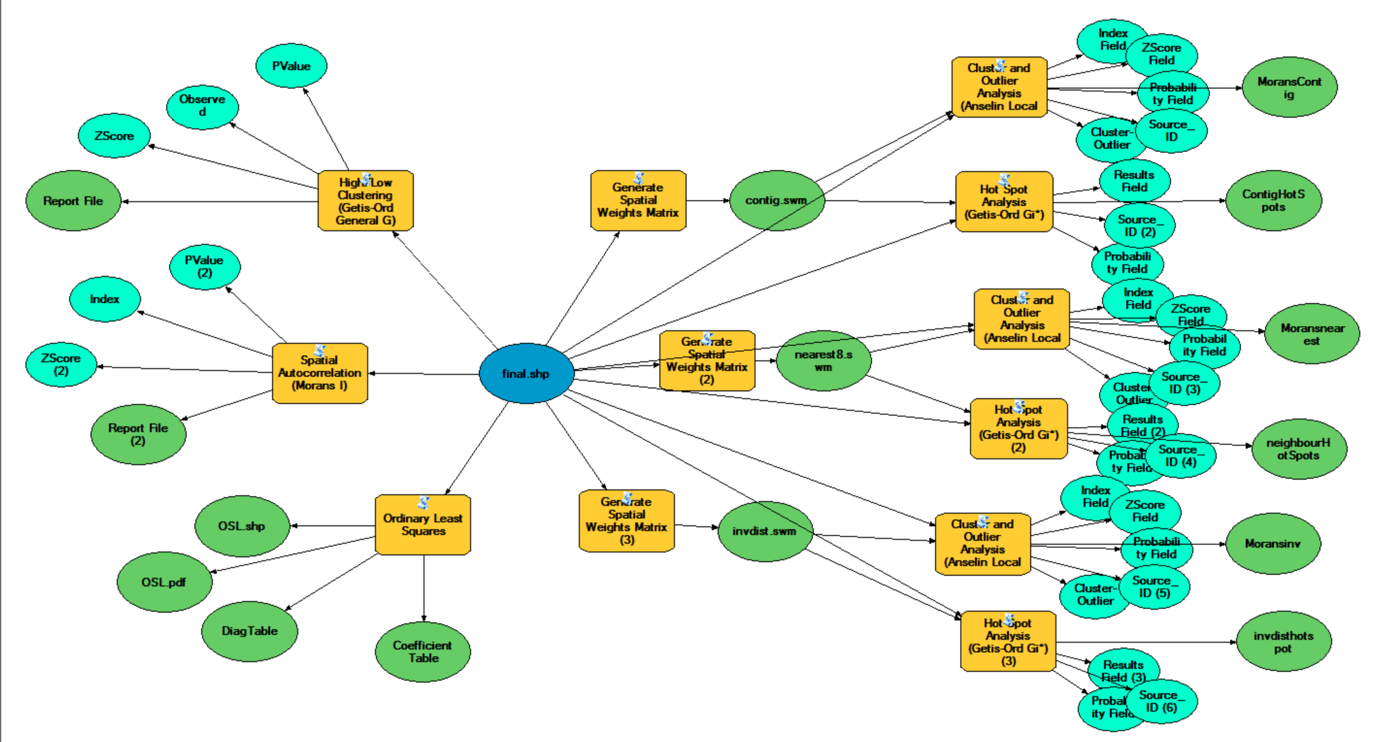 PValue
Observe
d
ZScore
Report File
High/Low
Clustering
(Getis-Ord
General G)
PValue
(2)
Index
ZScore
(2)
Report File
(2)
Spatial
Autocorrelation
(Morans I)
final.shp
Ordinary Least
Squares
OSL.shp
OSL.pdf
DiagTable
Coefficient
Table
Generate
Spatial
Weights Matrix
contig.swm
Generate
Spatial
Weights Matrix
(2)
nearest8.s
wm
Generate
Spatial
Weights Matrix
(3)
invdist.swm
Cluster and
Outlier
Analysis
(Anselin Local
Index
Field
ZScore
Field
Probabili
ty Field
Source_
ID
Cluster-
Outlier
MoransCont
ig
Hot Spot
Analysis
(Getis-Ord Gi*)
Results
Field
Source_
ID (2)
Probabili
ty Field
ContigHotS
pots
Cluster and
Outlier
Analysis
(Anselin Local
Index
Field
ZScore
Field
Probabil
ity Field
Source_
ID (3)
Cluster
Outlier
Moransnear
est
Hot Spot
Analysis
(Getis-Ord Gi*)
(2)
Results
Field (2)
Source_
ID (4)
Probab
ty Field
neighbourH
otSpots
Cluster and
Outlier
Analysis
(Anselin Local
Index
Field
ZScore
Field
Probabili
ty Field
Source_
ID (5)
Cluster-
Outlier
Moransinv
Hot Spot
Analysis
(Getis-Ord Gi*)
(3)
Results
Field (3)
Source_
ID (6)
Probab
ity Field
invdisthots
pot